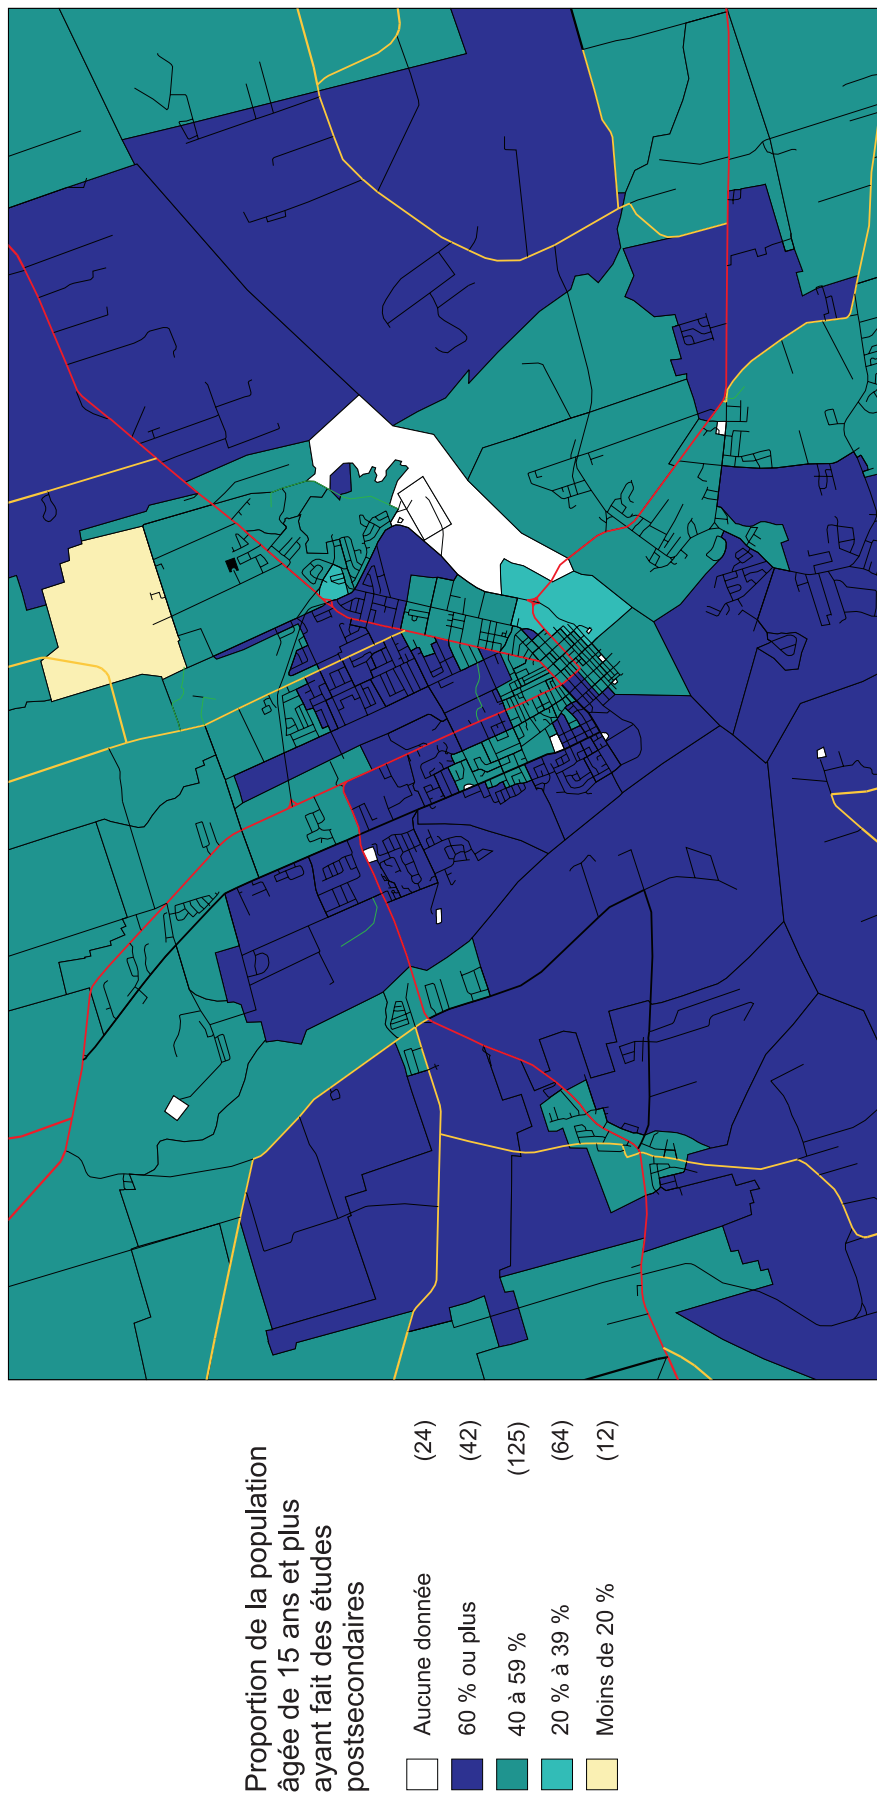 Proportion de la population
âgée de 15 ans et plus
ayant fait des études
postsecondaires
Aucune donnée (24)
60 % ou plus (42)
40 à 59 % (125)
20 % à 39 % (64)
Moins de 20 % (12)